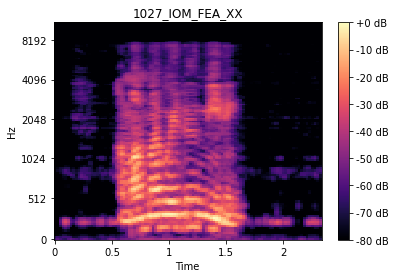 1027_IOM_FEA_XX
+0 dB
8192
-10 dB
4096
-20 dB
-30 dB
2048
-40 dB
Hz
1024
-50 dB
512
-60 dB
-70 dB
0
-80 dB
0 0.5 1 1.5 2
Time